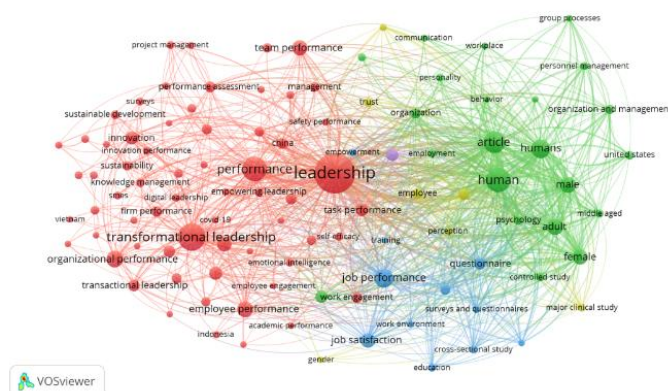 group processes
communication
project management
workplace
team performance
personnel management
performance assessment
management
personality
surveys
trust
behavior
sustainable development
organization
organization and management
safety performance
innovation
china
article
humans
innovation performance
empowerment
employment
united states
sustainability
performance
leadership
human
male
knowledge management
empowering leadership
employee
smes
digital leadership
firm performance
task performance
middle aged
vietnam
covid 19
psychology
adult
transformational leadership
self efficacy
perception
training
organizational performance
emotional intelligence
questionnaire
female
job performance
controlled study
transactional leadership
employee engagement
work engagement
surveys and questionnaires
major clinical study
employee performance
academic performance
work environment
indonesia
job satisfaction
cross-sectional study
gender
education
VOSviewer